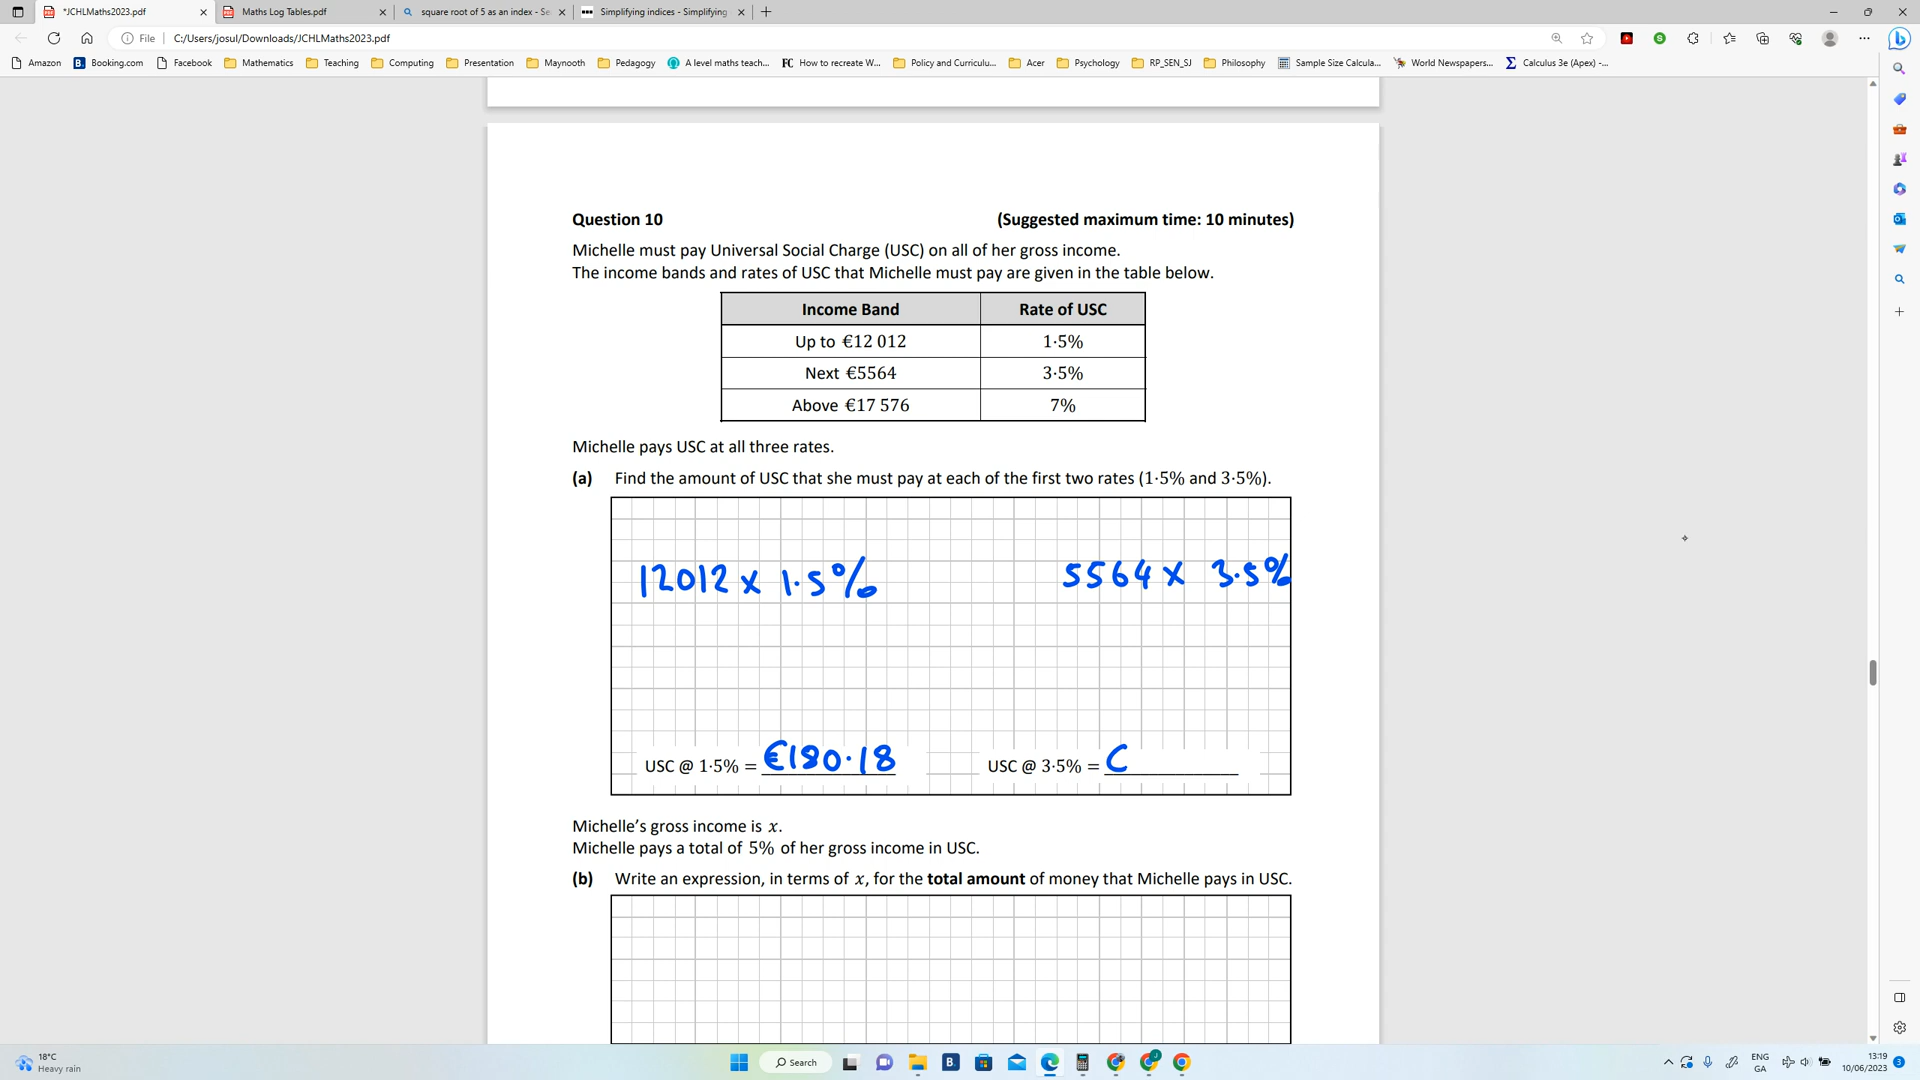 *JCHLMaths2023.pdf
Maths Log Tables.pdf
square root of 5 as an index - Se
Simplifying indices - Simplifying
File
C:/Users/josul/Downloads/JCHLMaths2023.pdf
Amazon
Booking.com
Facebook
Mathematics
Teaching
Computing
Presentation
Maynooth
Pedagogy
A level maths teach...
FC How to recreate W...
Policy and Curriculu...
Acer
Psychology
RP_SEN_SJ
Philosophy
Sample Size Calcula...
World Newspapers...
Calculus 3e (Apex) -...
Question 10
(Suggested maximum time: 10 minutes)
Michelle must pay Universal Social Charge (USC) on all of her gross income.
The income bands and rates of USC that Michelle must pay are given in the table below.
Income Band
Rate of USC
Up to €12 012
1·5%
Next €5564
3·5%
Above €17 576
7%
Michelle pays USC at all three rates.
(a) Find the amount of USC that she must pay at each of the first two rates (1·5% and 3·5%).
12012 x 1·5%
5564 x 3·5%
USC @ 1·5% = €180·18
USC @ 3·5% = C
Michelle's gross income is x.
Michelle pays a total of 5% of her gross income in USC.
(b) Write an expression, in terms of x, for the total amount of money that Michelle pays in USC.
18°C
Heavy rain
Search
B.
ENG
GA
13:19
10/06/2023
3